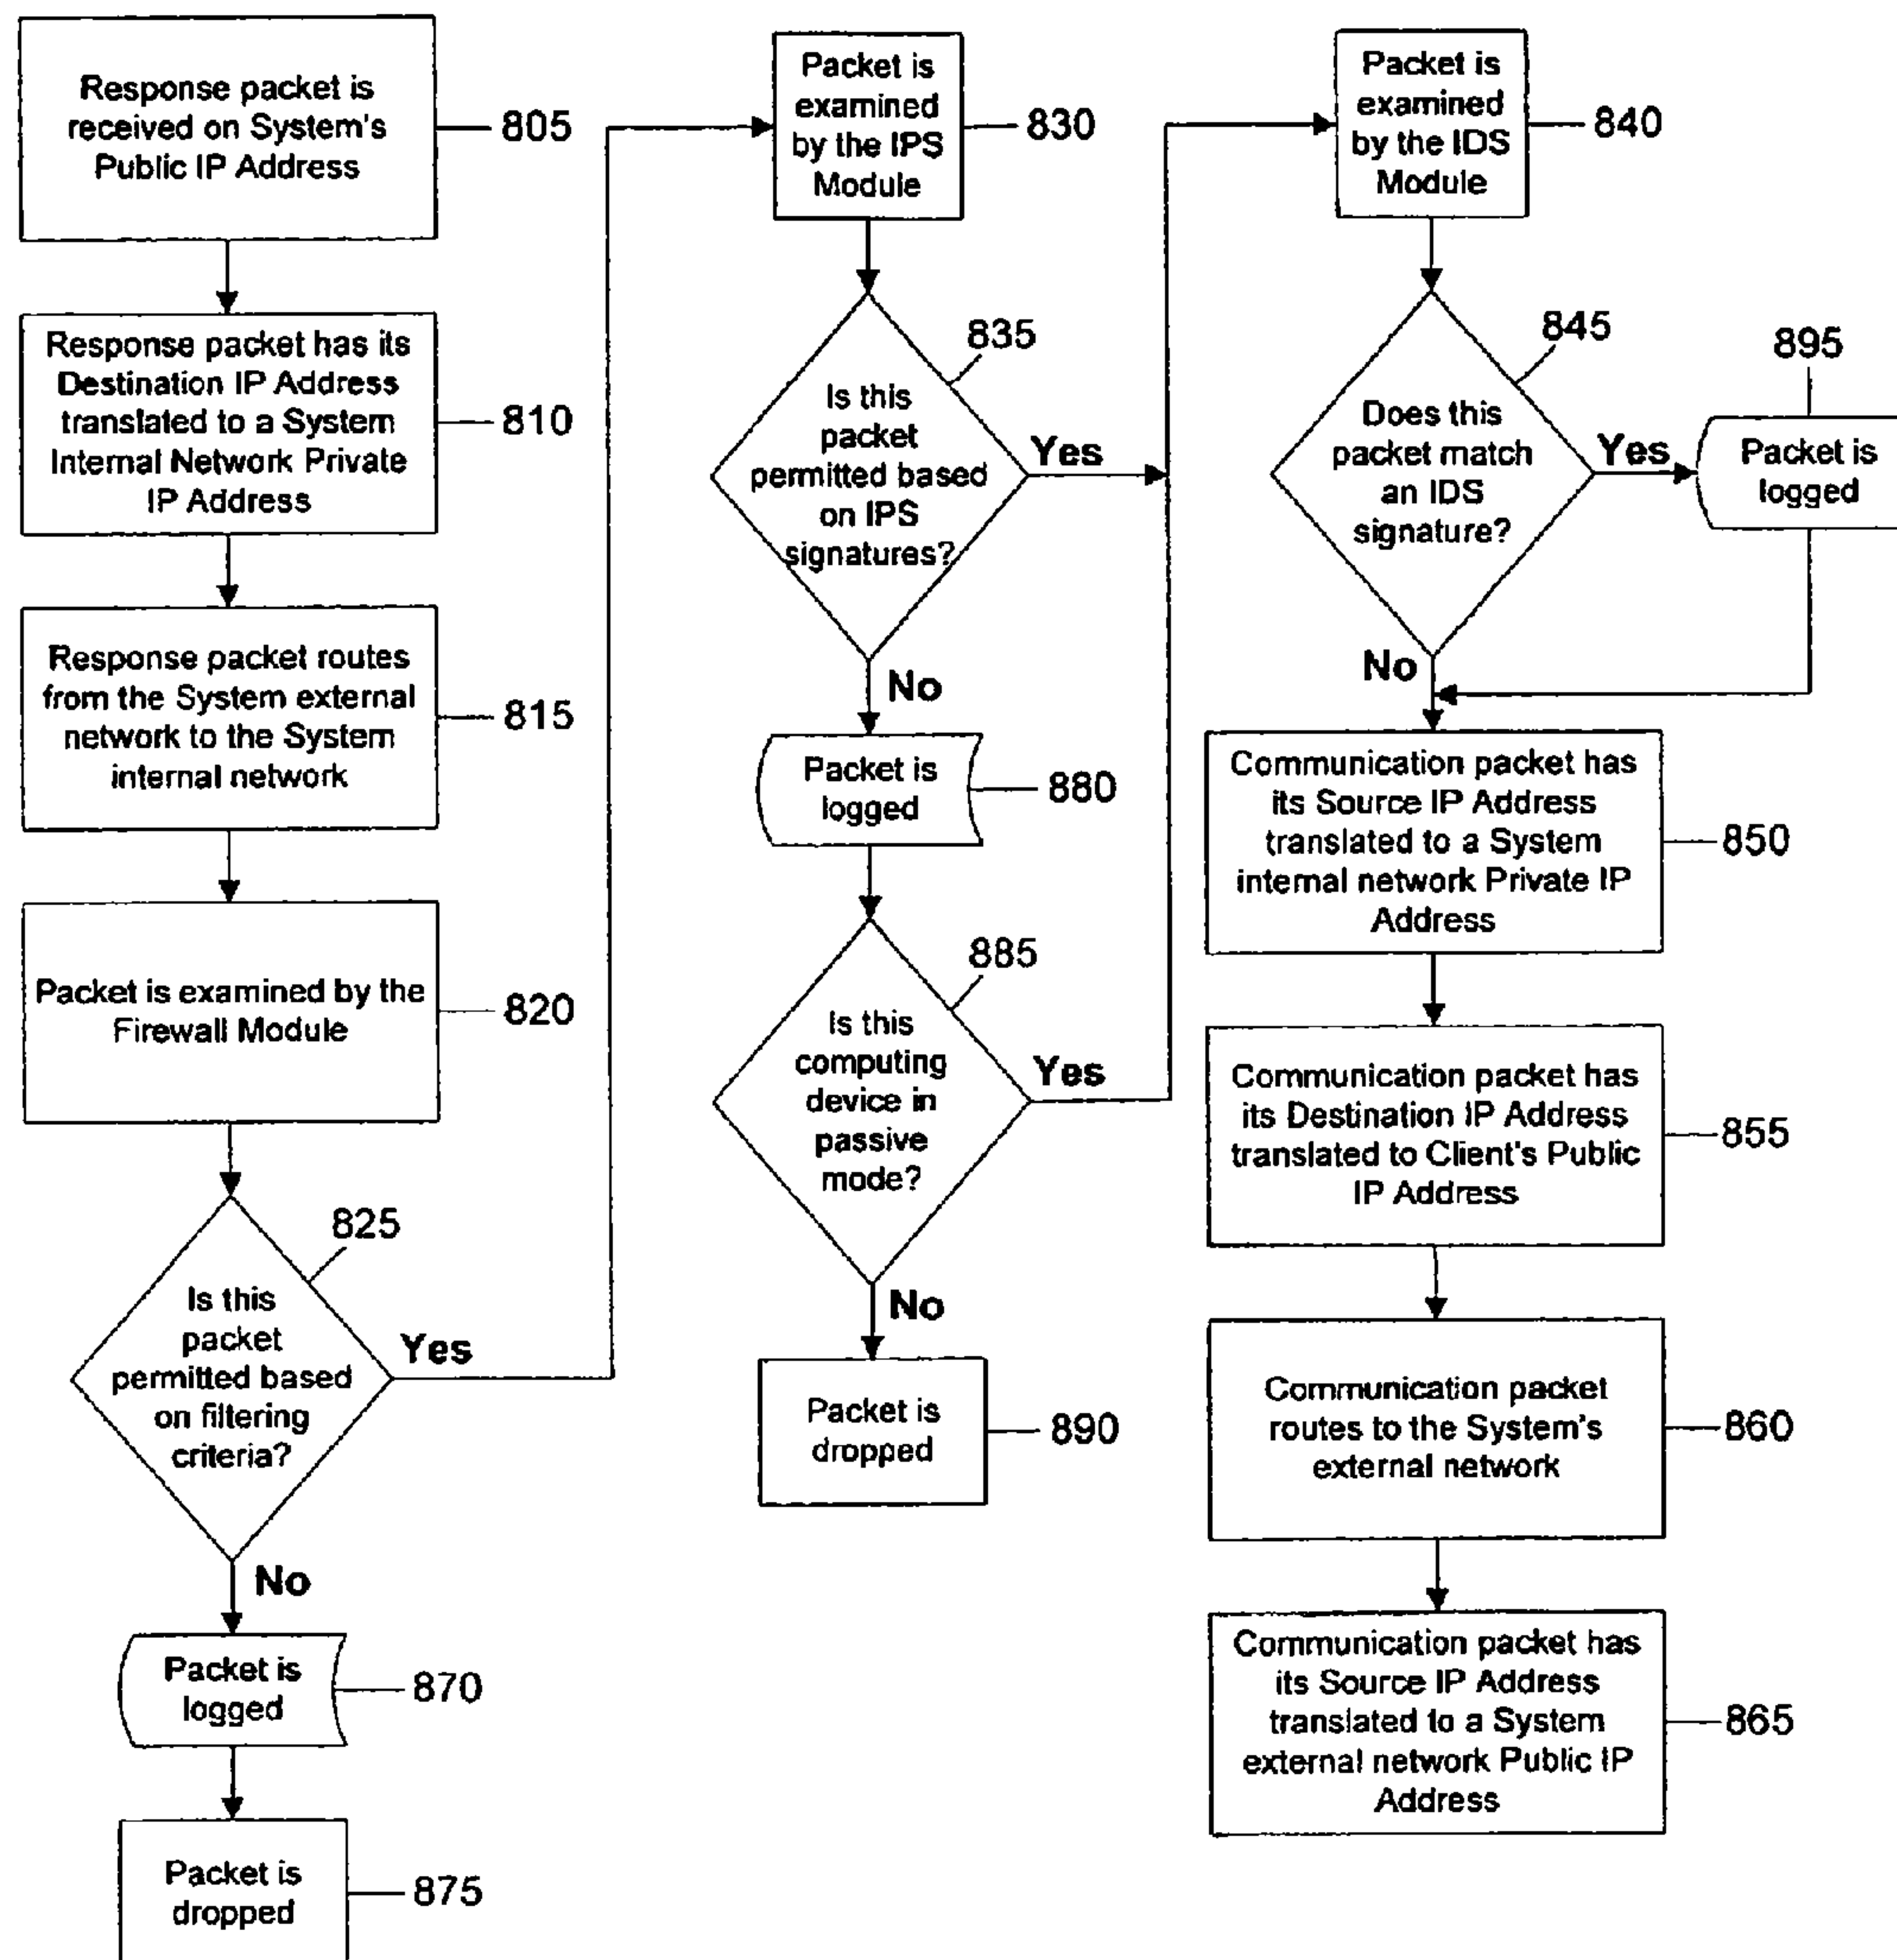 Response packet is
received on System's
Public IP Address
805
Response packet has its
Destination IP Address
translated to a System
Internal Network Private
IP Address
810
Response packet routes
from the System external
network to the System
internal network
815
Packet is examined by the
Firewall Module
820
825
Is this
packet
permitted based
on filtering
criteria?
Yes
No
Packet is
logged
870
Packet is
dropped
875
Packet is
examined
by the IPS
Module
830
835
Is this
packet
permitted based
on IPS
signatures?
Yes
No
Packet is
logged
880
885
Is this
computing
device in
passive
mode?
Yes
No
Packet is
dropped
890
Packet is
examined
by the IDS
Module
840
845
Does this
packet match
an IDS
signature?
Yes
895
Packet is
logged
No
Communication packet has
its Source IP Address
translated to a System
internal network Private IP
Address
850
Communication packet has
its Destination IP Address
translated to Client's Public
IP Address
855
Communication packet
routes to the System's
external network
860
Communication packet has
its Source IP Address
translated to a System
external network Public IP
Address
865